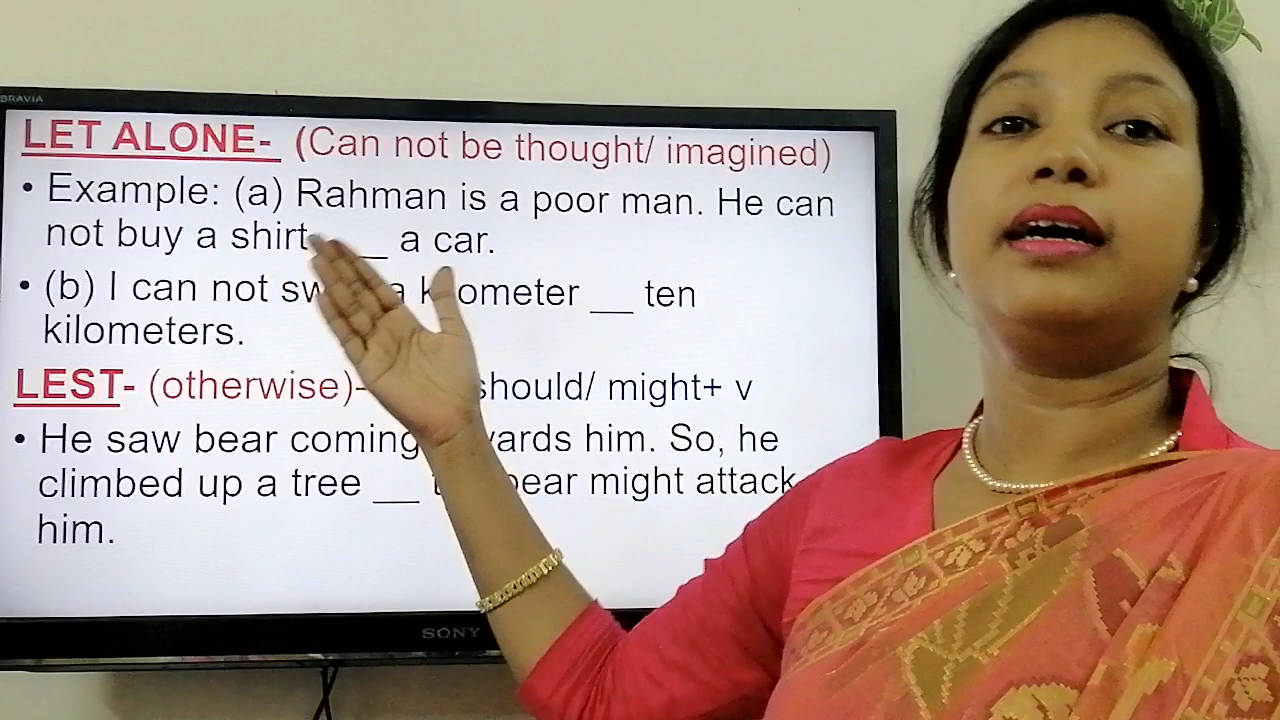 BRAVIA
LET ALONE- (Can not be thought/ imagined)
• Example: (a) Rahman is a poor man. He can
not buy a shirt __ a car.
• (b) I can not a ometer __ ten
kilometers.
LEST- (otherwise)- should/ might+ v
• He saw bear coming wards him. So, he
climbed up a tree __ bear might attack
him.
SONY